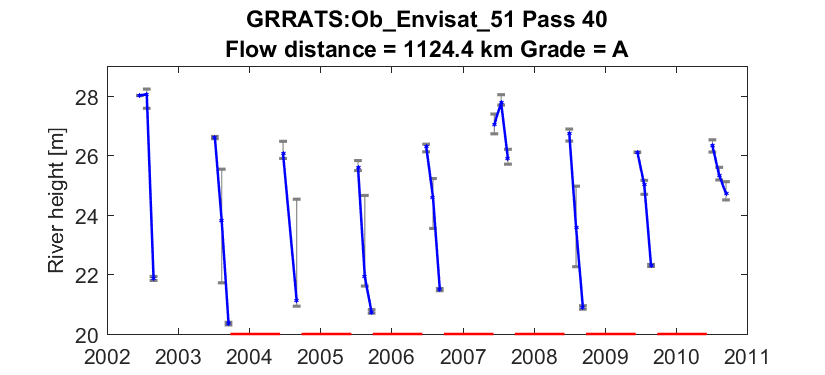 GRRATS:Ob_Envisat_51 Pass 40
Flow distance = 1124.4 km Grade = A
River height [m]
28
26
24
22
20
2002 2003 2004 2005 2006 2007 2008 2009 2010 2011